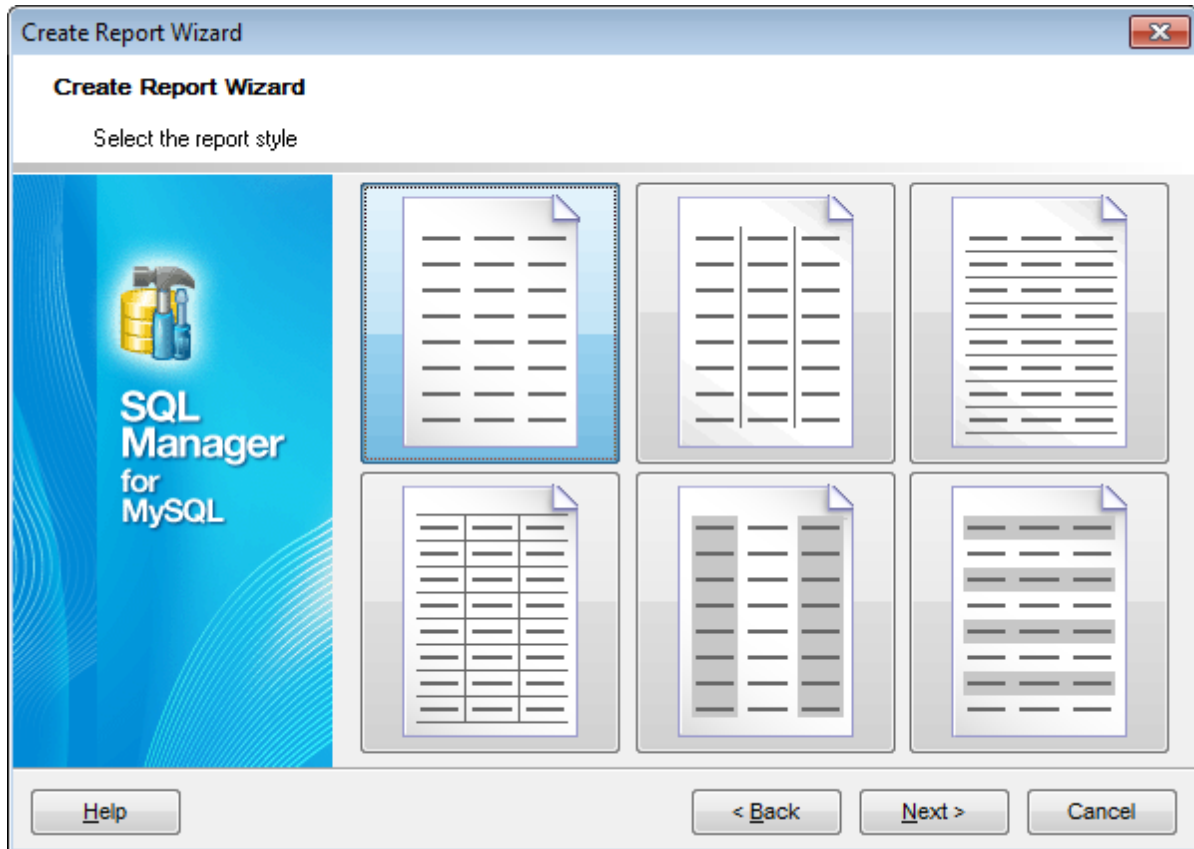 Create Report Wizard
Create Report Wizard
Select the report style
SQL
Manager
for
MySQL
Help
< Back
Next >
Cancel